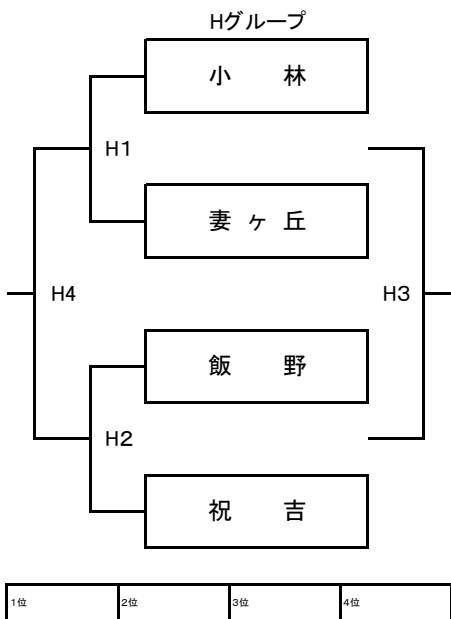 Hグループ
小 林
H1
妻 ヶ 丘
H4
H3
飯 野
H2
祝 吉
1位 2位 3位 4位